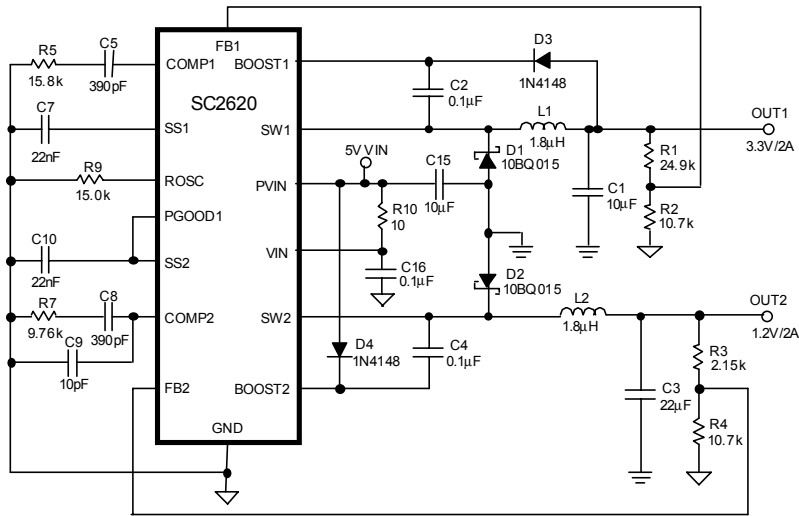 FB1
C5
R5
COMP1
BOOST1
D3
15.8k
390pF
1N4148
C2
0.1μF
SC2620
C7
SS1
SW1
L1
1.8μH
OUT1
3.3V/2A
22nF
5V VIN
C15
D1
10BQ015
R1
24.9k
R9
ROSC
PVIN
15.0k
10μF
C1
10μF
R10
10
R2
10.7k
PGOOD1
C10
SS2
VIN
22nF
C16
0.1μF
D2
10BQ015
R7
C8
COMP2
SW2
L2
1.8μH
OUT2
1.2V/2A
9.76k
390pF
C9
10pF
D4
1N4148
C4
0.1μF
R3
2.15k
FB2
BOOST2
C3
22μF
R4
10.7k
GND